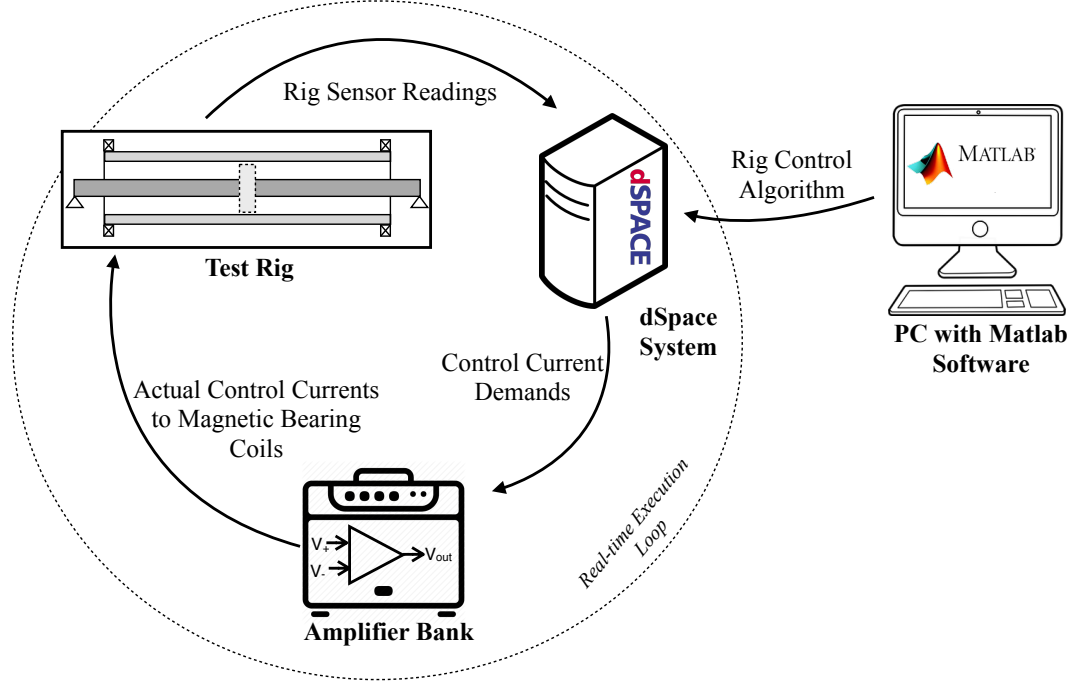 Rig Sensor Readings
Test Rig
dSPACE
dSpace
System
Rig Control
Algorithm
MATLAB
PC with Matlab
Software
Control Current
Demands
Actual Control Currents
to Magnetic Bearing
Coils
V+
V-
Vout
Amplifier Bank
Real-time Execution
Loop